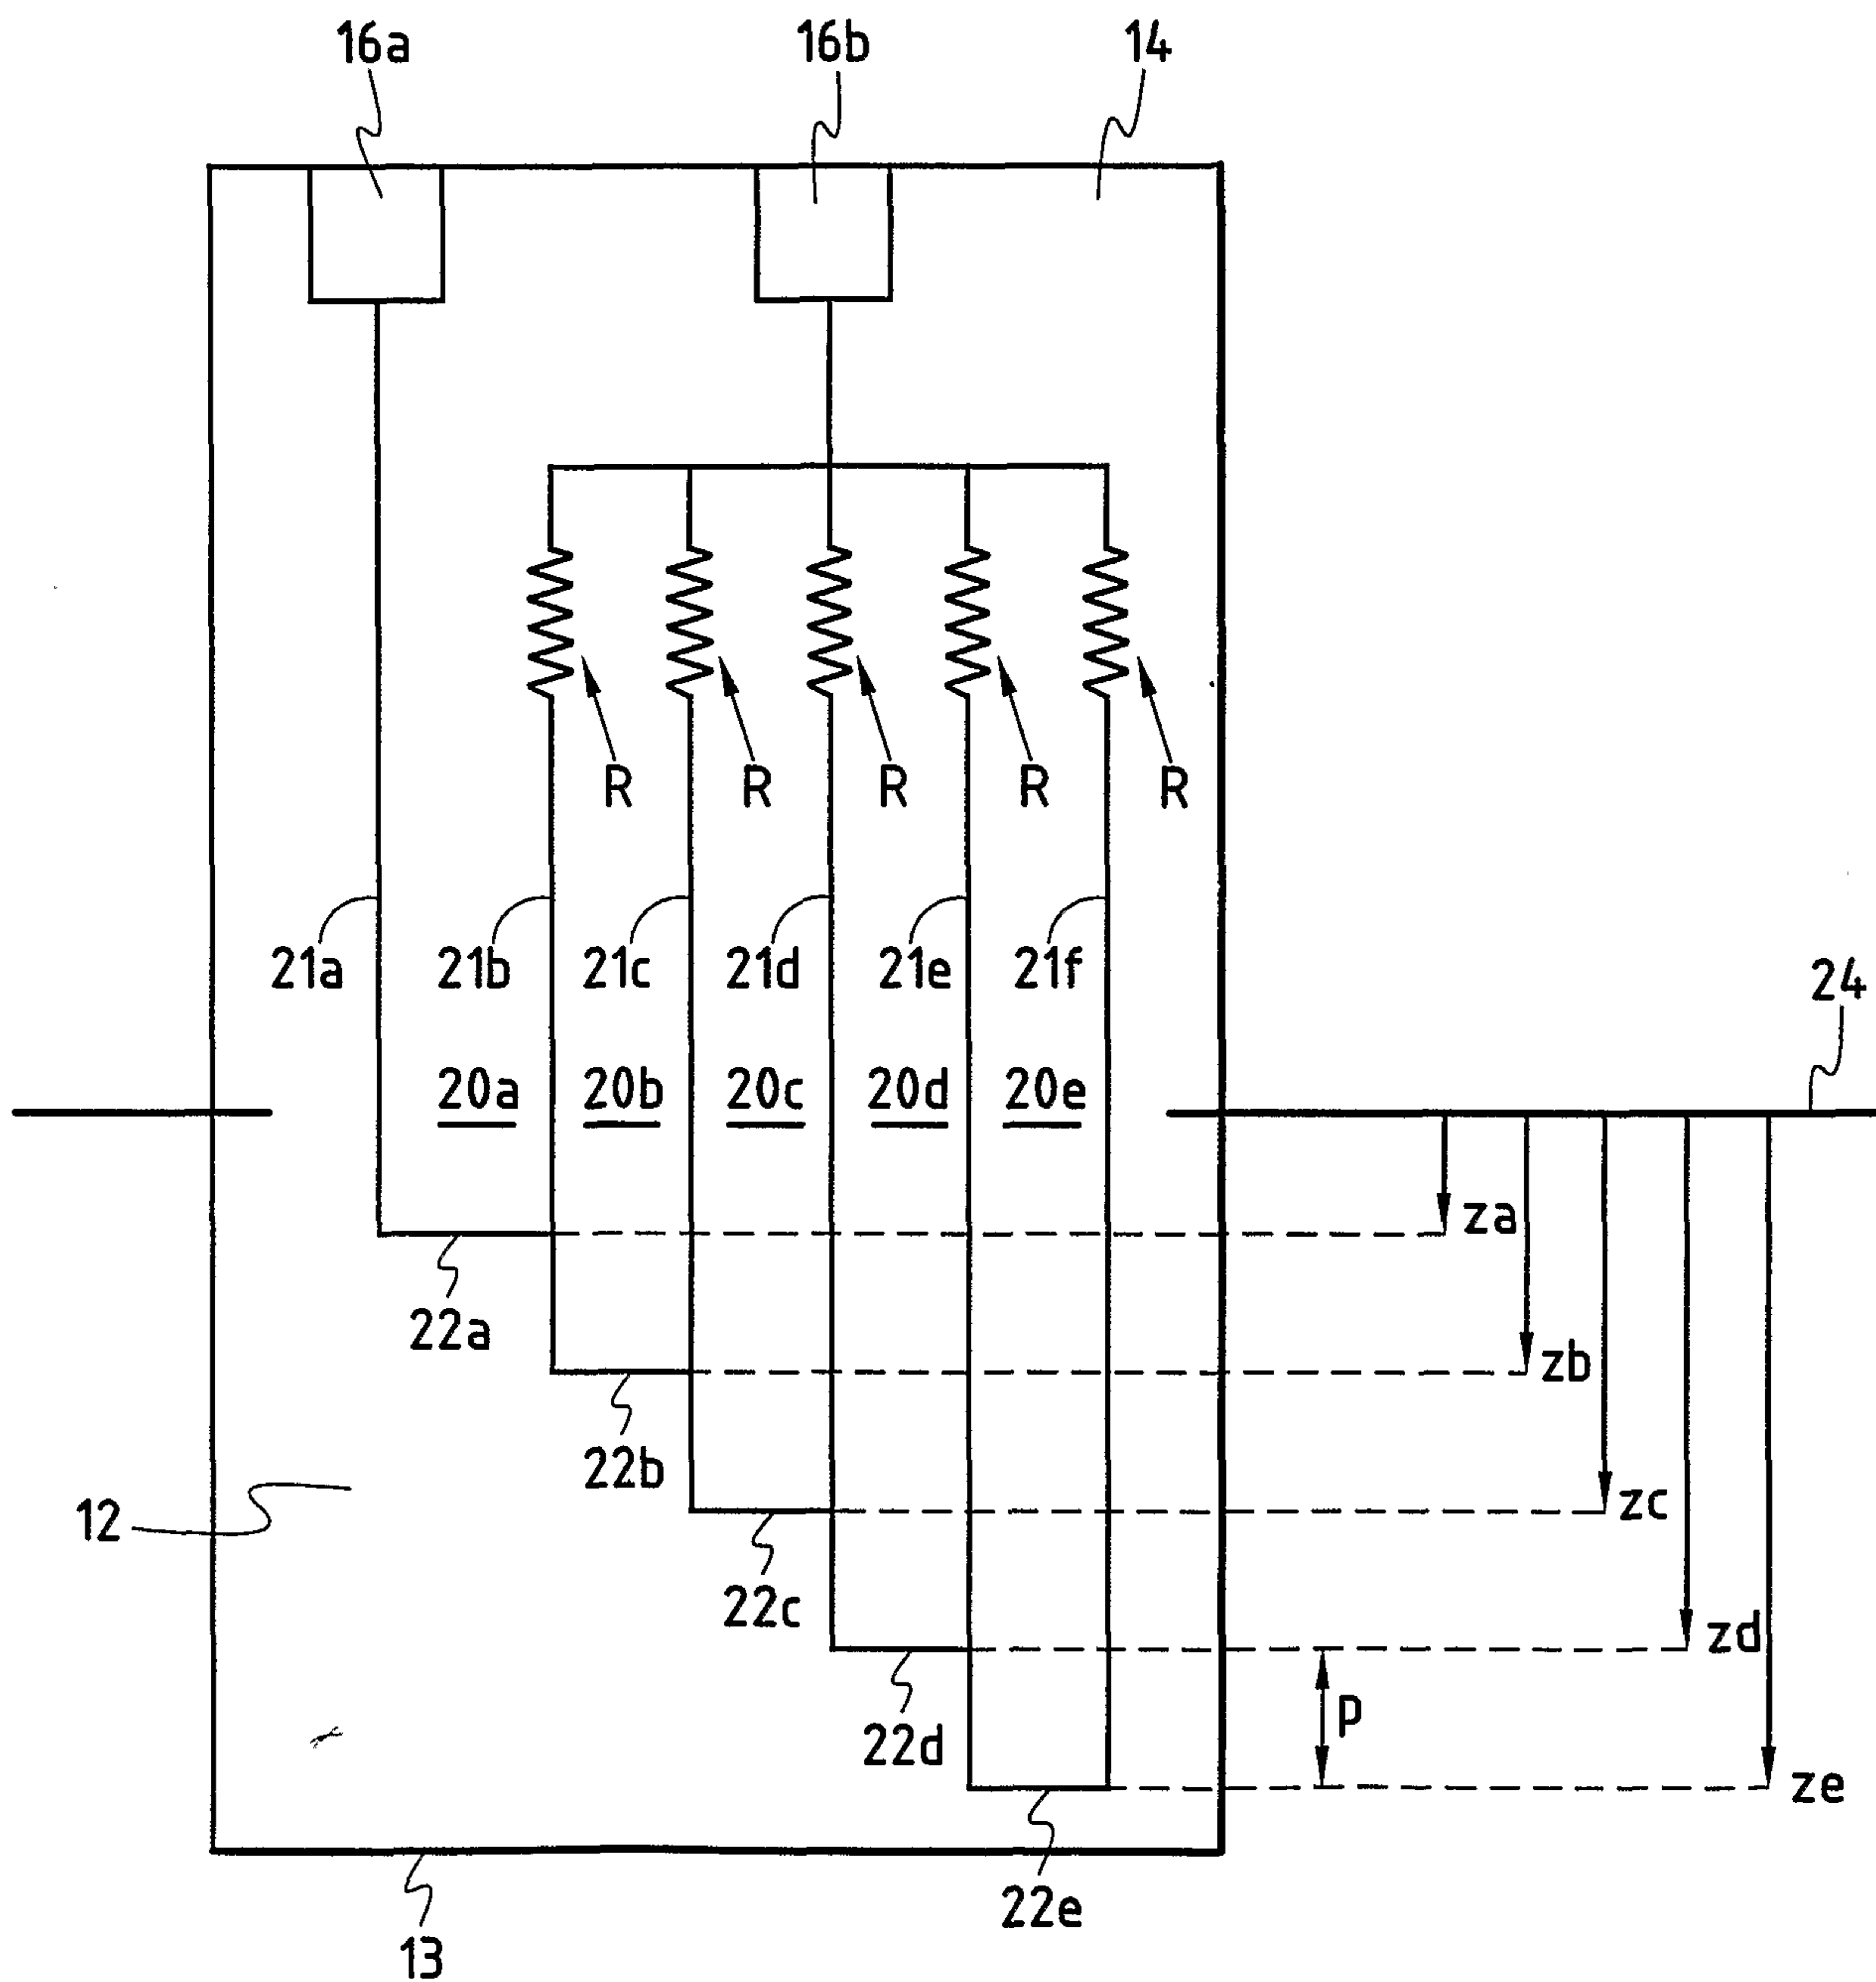 16a 16b 14
R R R R R
21a 21b 21c 21d 21e 21f
24
20a 20b 20c 20d 20e
za
22a
zb
22b
12
zc
22c
zd
p
22d
ze
22e
13